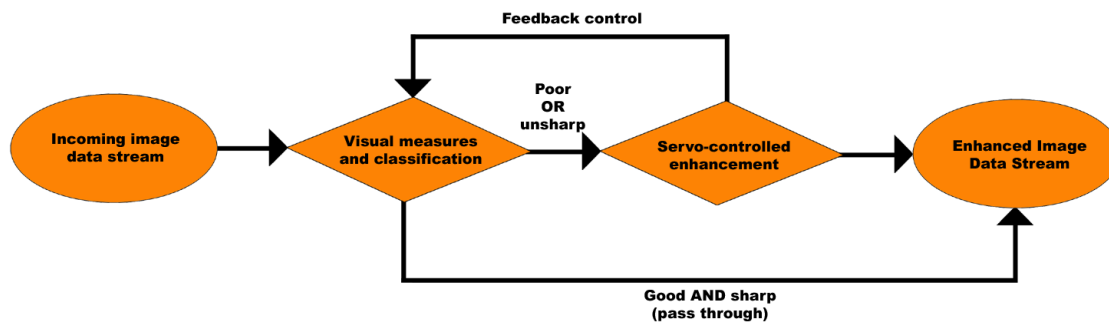 Feedback control
Poor
OR
unsharp
Incoming image
data stream
Visual measures
and classification
Servo-controlled
enhancement
Enhanced Image
Data Stream
Good AND sharp
(pass through)